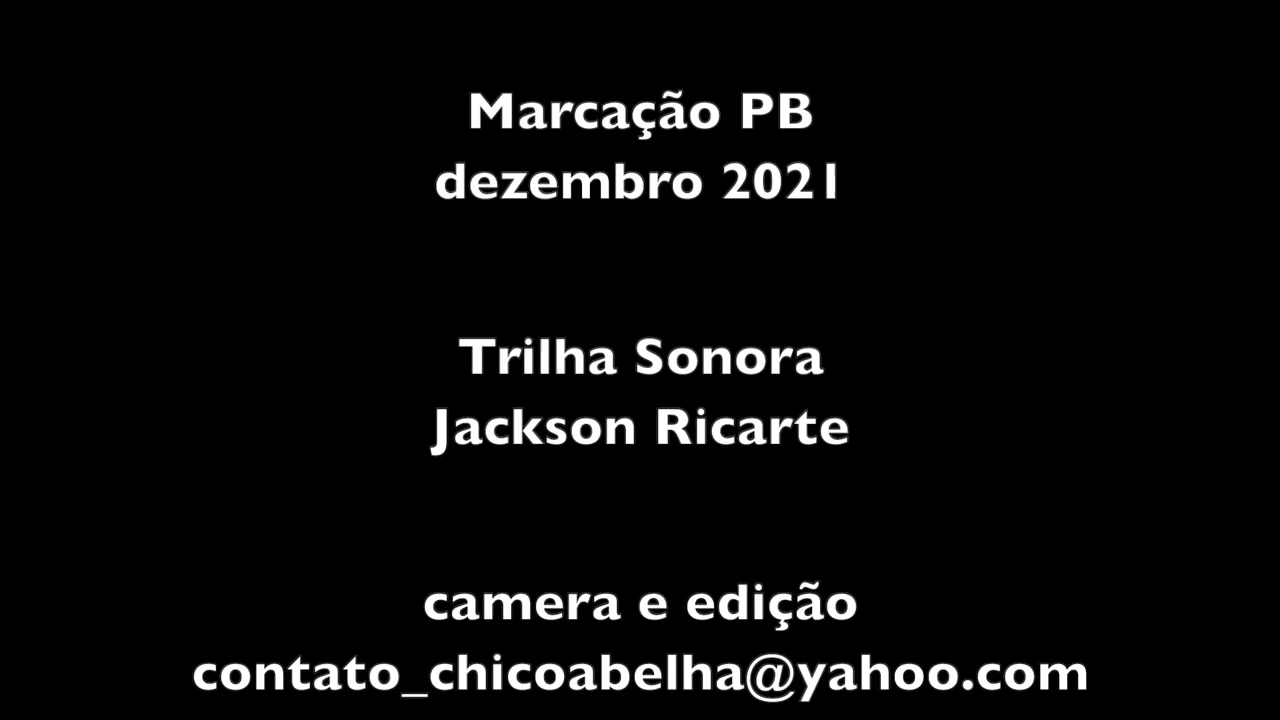 Marcação PB
dezembro 2021
Trilha Sonora
Jackson Ricarte
camera e edição
contato_chicoabelha@yahoo.com